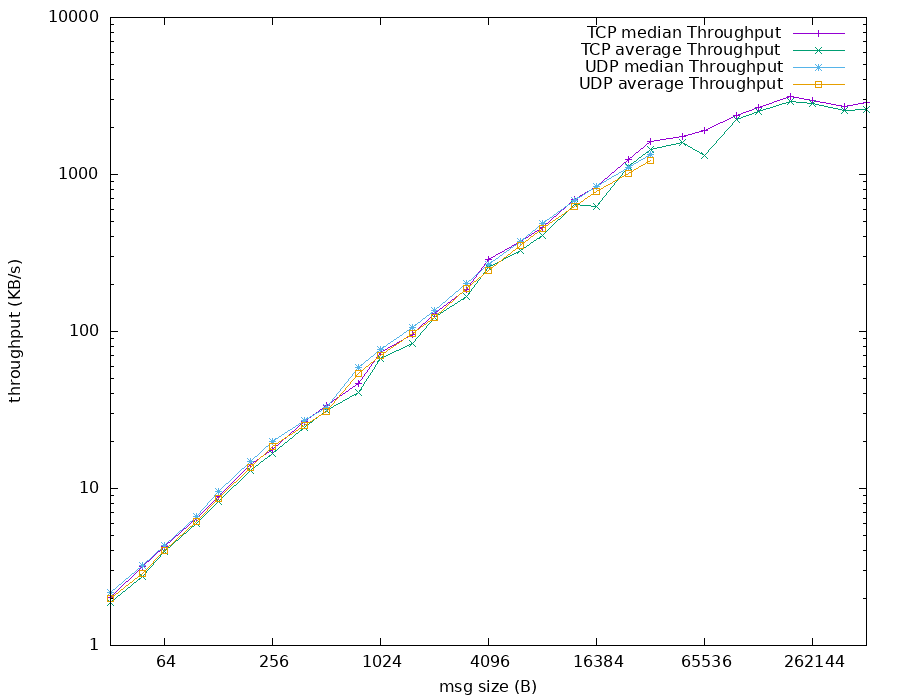 10000
1000
100
10
1
throughput (KB/s)
TCP median Throughput
TCP average Throughput
UDP median Throughput
UDP average Throughput
64 256 1024 4096 16384 65536 262144
msg size (B)